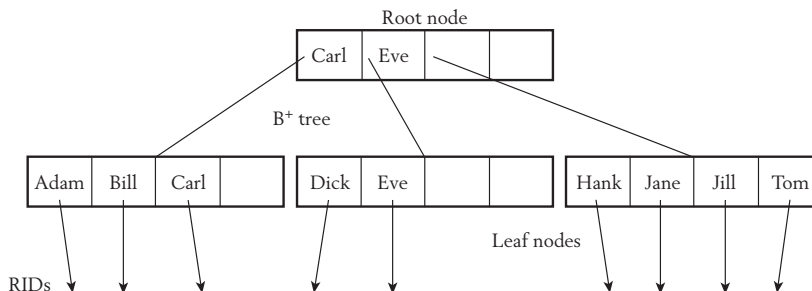 Root node
Carl Eve
B+ tree
Adam Bill Carl Dick Eve Hank Jane Jill Tom
Leaf nodes
RIDs